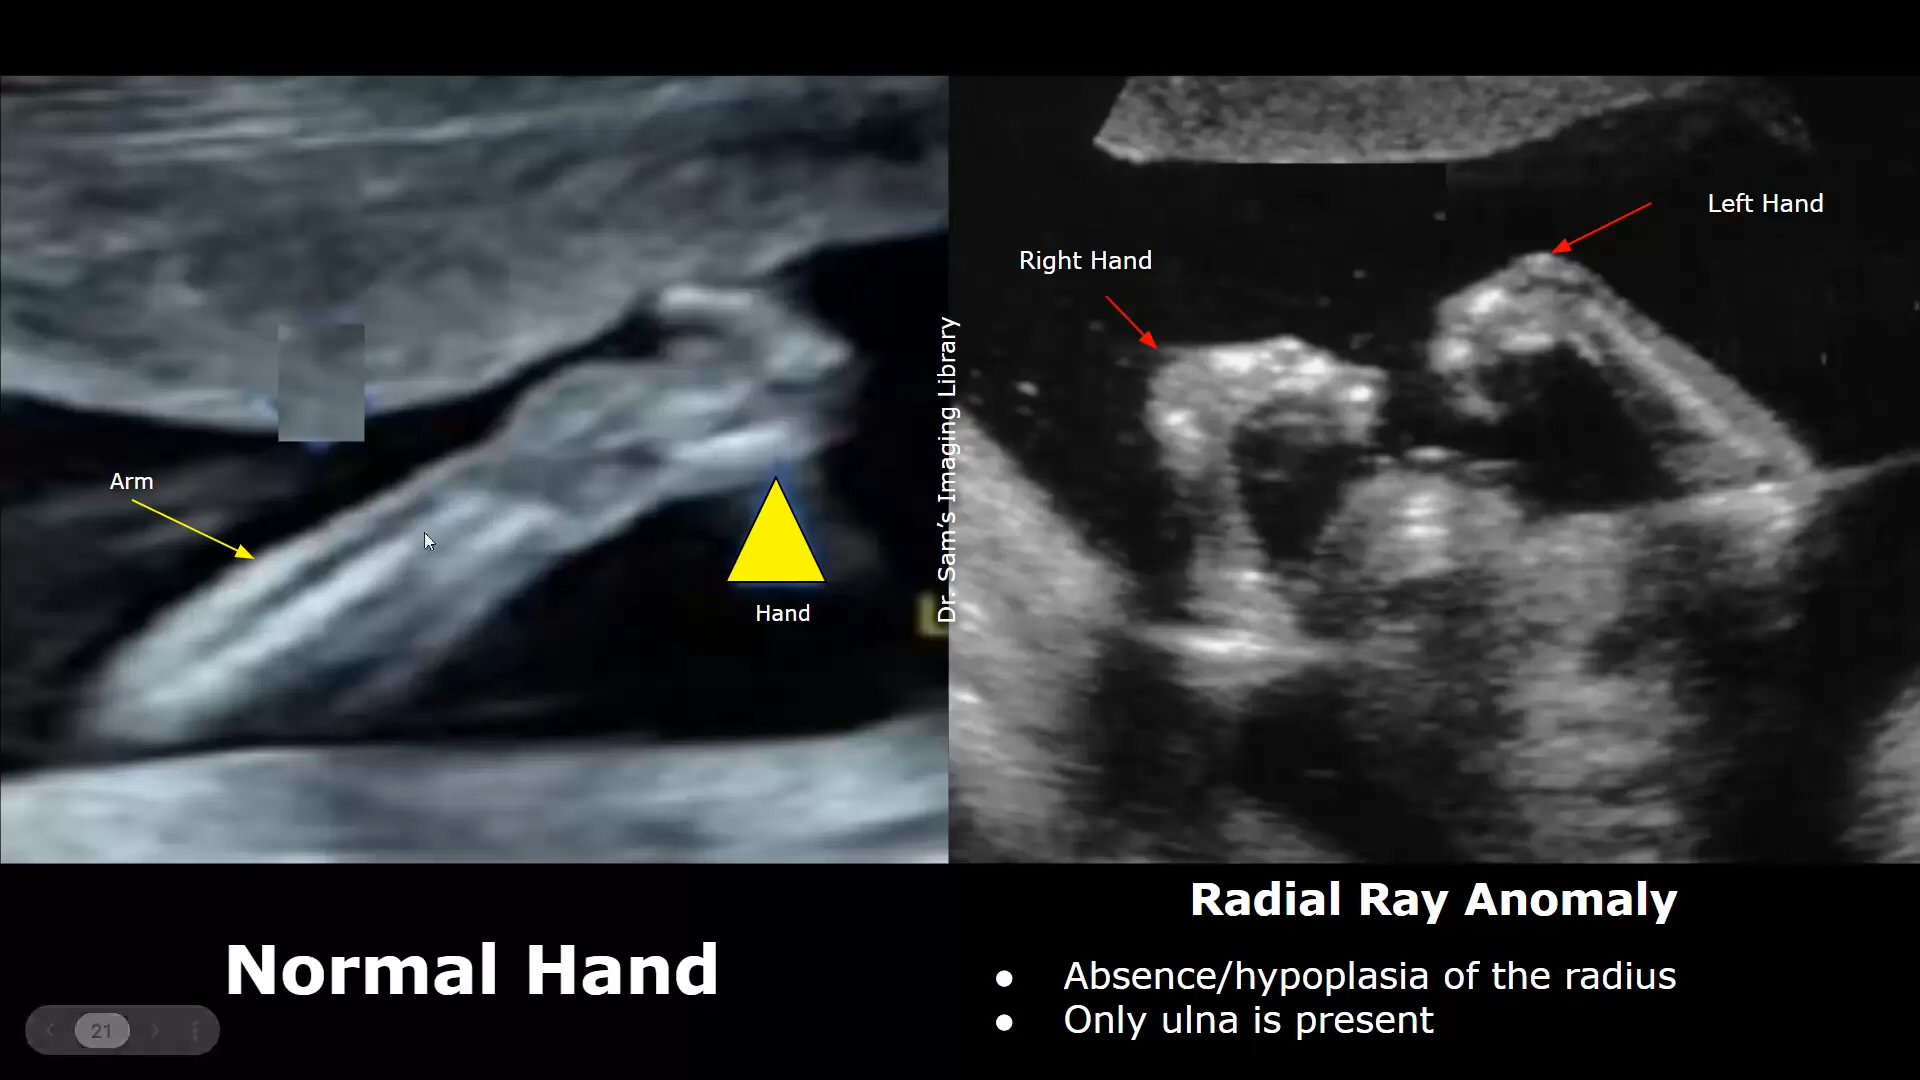 Left Hand
Right Hand
Arm
Hand
Dr. Sam's Imaging Library
Normal Hand
Radial Ray Anomaly
● Absence/hypoplasia of the radius
● Only ulna is present
21